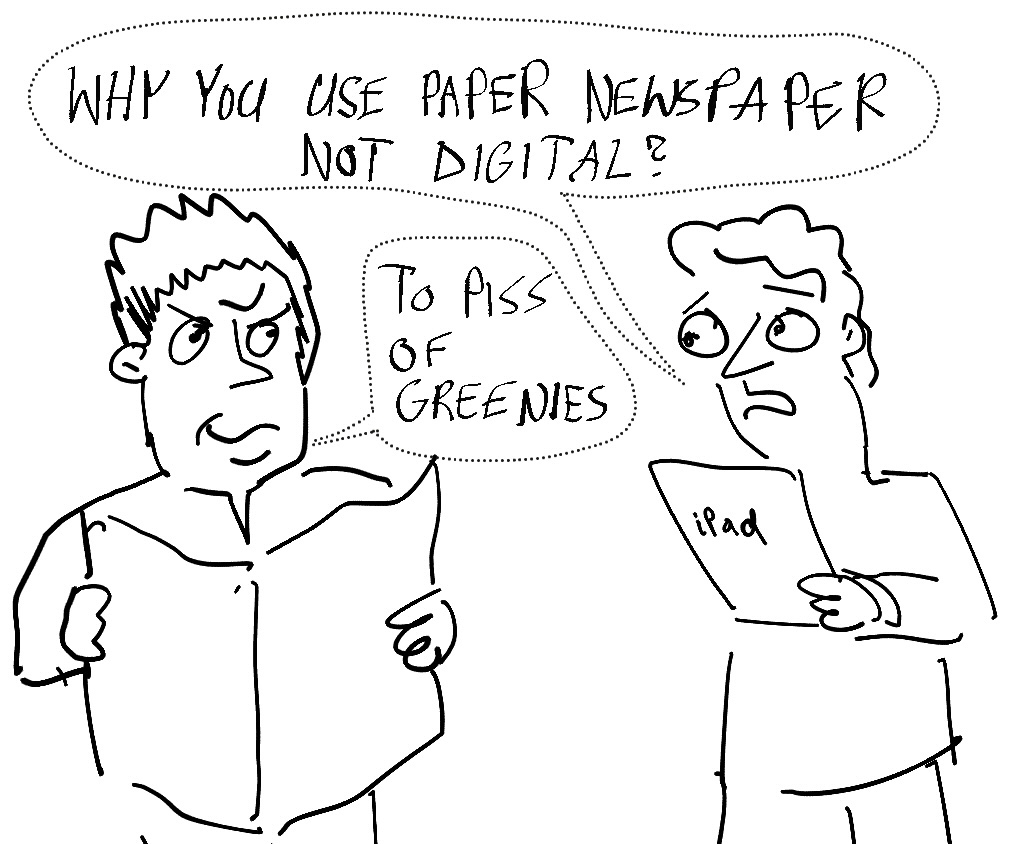 WHY YOU USE PAPER NEWSPAPER
NOT DIGITAL?
TO PISS
OF
GREENIES
iPad